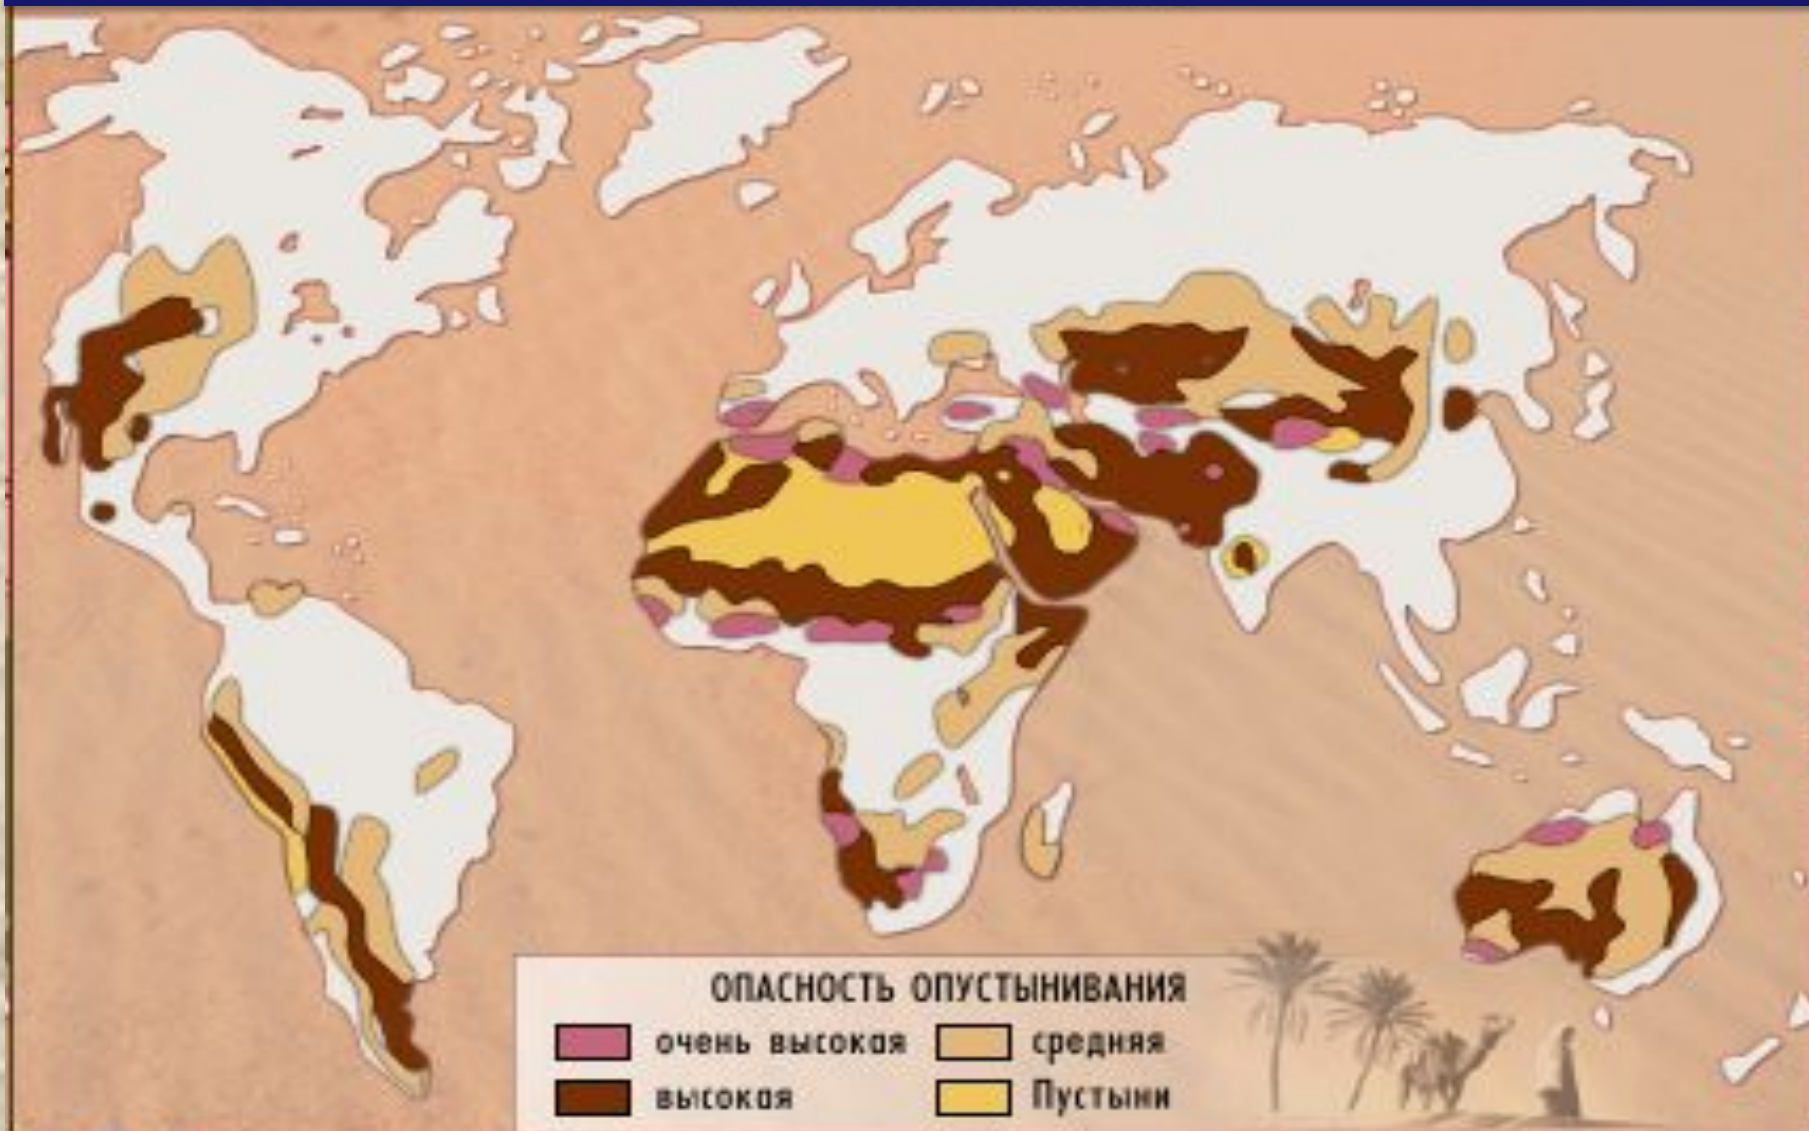 ОПАСНОСТЬ ОПУСТЫНИВАНИЯ
очень высокая
средняя
высокая
Пустыни